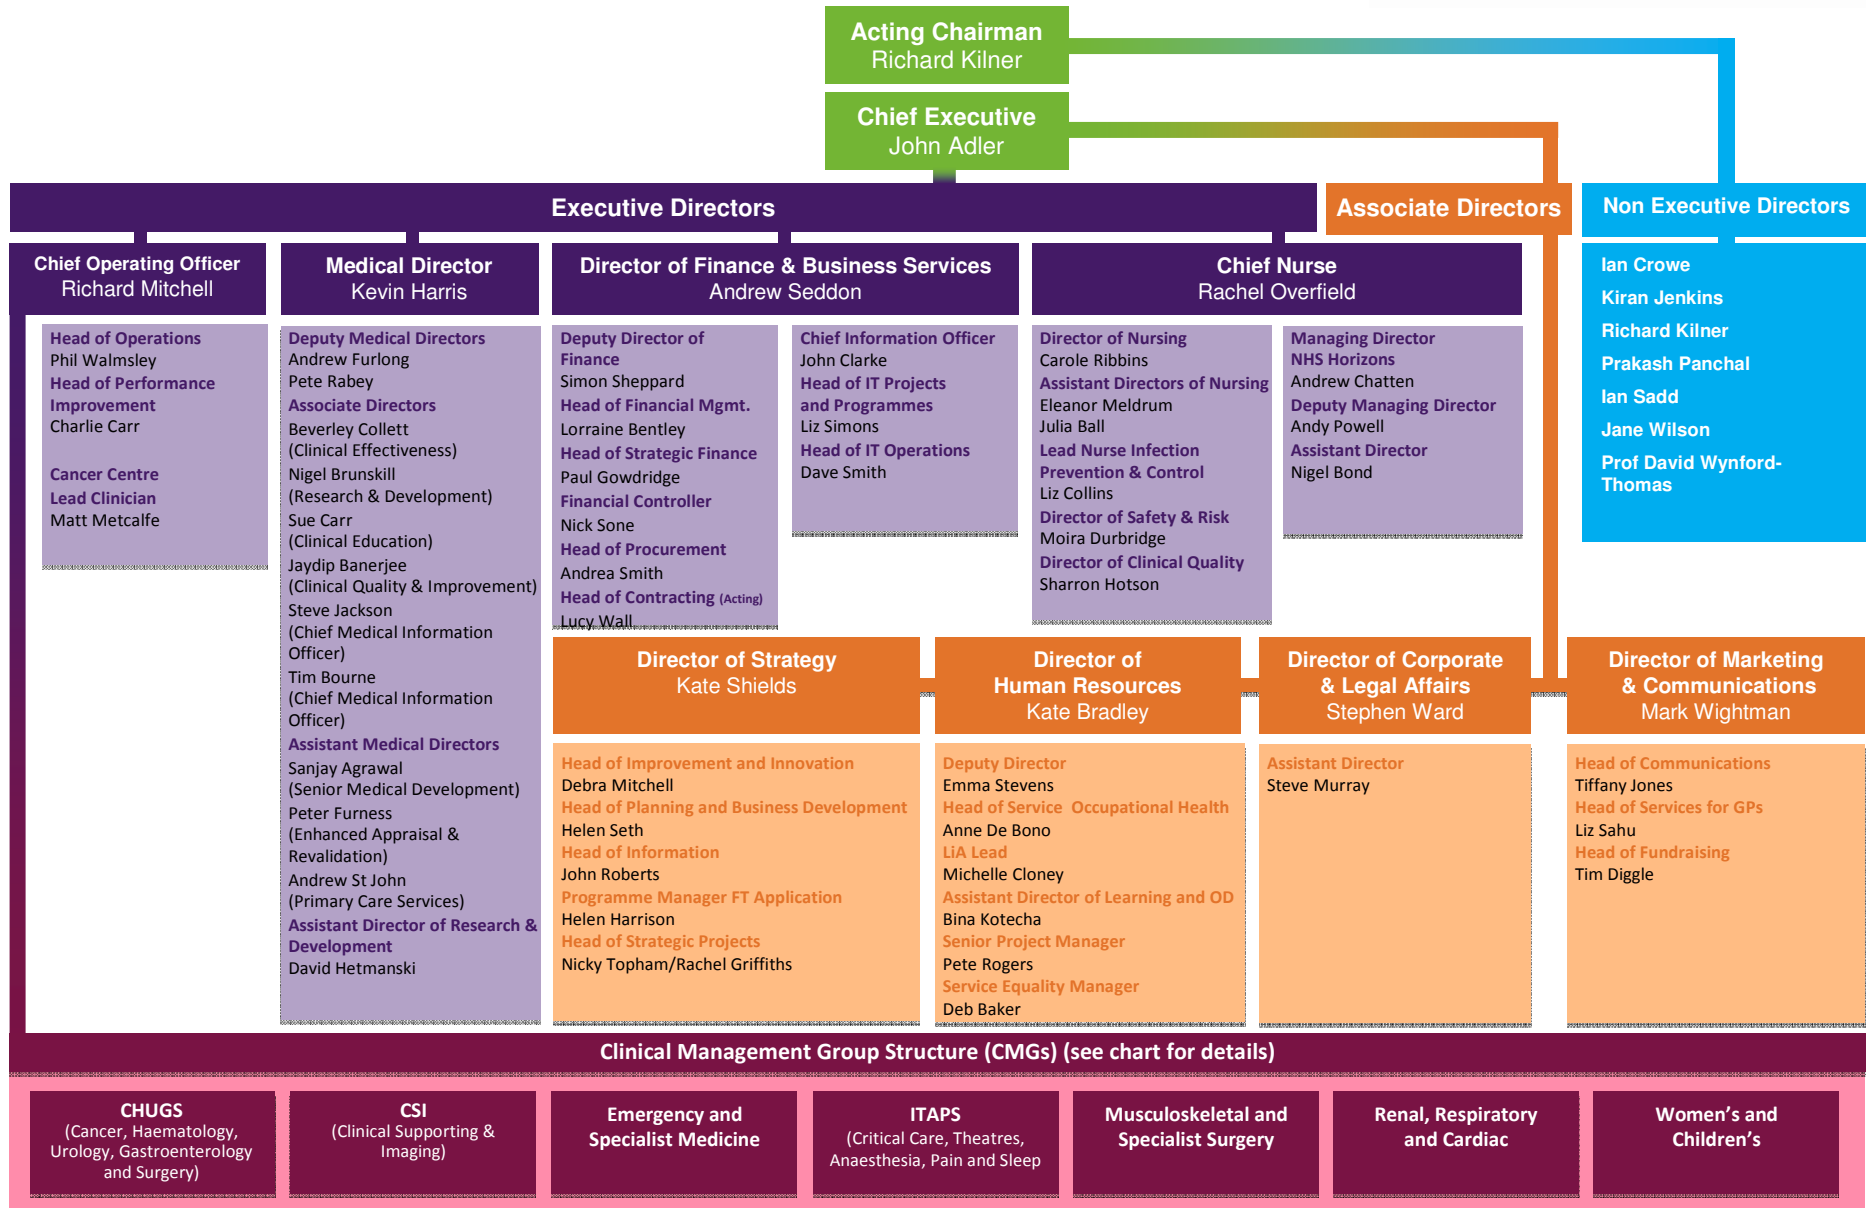 Acting Chairman
Richard Kilner
Chief Executive
John Adler
Executive Directors
Associate Directors
Non Executive Directors
Chief Operating Officer
Richard Mitchell
Head of Operations
Phil Walmsley
Head of Performance
Improvement
Charlie Carr
Cancer Centre
Lead Clinician
Matt Metcalfe
Medical Director
Kevin Harris
Deputy Medical Directors
Andrew Furlong
Pete Rabey
Associate Directors
Beverley Collett
(Clinical Effectiveness)
Nigel Brunskill
(Research & Development)
Sue Carr
(Clinical Education)
Jaydip Banerjee
(Clinical Quality & Improvement)
Steve Jackson
(Chief Medical Information
Officer)
Tim Bourne
(Chief Medical Information
Officer)
Assistant Medical Directors
Sanjay Agrawal
(Senior Medical Development)
Peter Furness
(Enhanced Appraisal &
Revalidation)
Andrew St John
(Primary Care Services)
Assistant Director of Research &
Development
David Hetmanski
Director of Finance & Business Services
Andrew Seddon
Deputy Director of
Finance
Simon Sheppard
Head of Financial Mgmt.
Lorraine Bentley
Head of Strategic Finance
Paul Gowdridge
Financial Controller
Nick Sone
Head of Procurement
Andrea Smith
Head of Contracting (Acting)
Lucy Wall
Chief Information Officer
John Clarke
Head of IT Projects
and Programmes
Liz Simons
Head of IT Operations
Dave Smith
Chief Nurse
Rachel Overfield
Director of Nursing
Carole Ribbins
Assistant Directors of Nursing
Eleanor Meldrum
Julia Ball
Lead Nurse Infection
Prevention & Control
Liz Collins
Director of Safety & Risk
Moira Durbridge
Director of Clinical Quality
Sharron Hotson
Managing Director
NHS Horizons
Andrew Chatten
Deputy Managing Director
Andy Powell
Assistant Director
Nigel Bond
Ian Crowe
Kiran Jenkins
Richard Kilner
Prakash Panchal
Ian Sadd
Jane Wilson
Prof David Wynford-
Thomas
Director of Strategy
Kate Shields
Head of Improvement and Innovation
Debra Mitchell
Head of Planning and Business Development
Helen Seth
Head of Information
John Roberts
Programme Manager FT Application
Helen Harrison
Head of Strategic Projects
Nicky Topham/Rachel Griffiths
Director of
Human Resources
Kate Bradley
Deputy Director
Emma Stevens
Head of Service Occupational Health
Anne De Bono
LiA Lead
Michelle Cloney
Assistant Director of Learning and OD
Bina Kotecha
Senior Project Manager
Pete Rogers
Service Equality Manager
Deb Baker
Director of Corporate
& Legal Affairs
Stephen Ward
Assistant Director
Steve Murray
Director of Marketing
& Communications
Mark Wightman
Head of Communications
Tiffany Jones
Head of Services for GPs
Liz Sahu
Head of Fundraising
Tim Diggle
Clinical Management Group Structure (CMGs) (see chart for details)
CHUGS
(Cancer, Haematology,
Urology, Gastroenterology
and Surgery)
CSI
(Clinical Supporting &
Imaging)
Emergency and
Specialist Medicine
ITAPS
(Critical Care, Theatres,
Anaesthesia, Pain and Sleep
Musculoskeletal and
Specialist Surgery
Renal, Respiratory
and Cardiac
Women’s and
Children’s